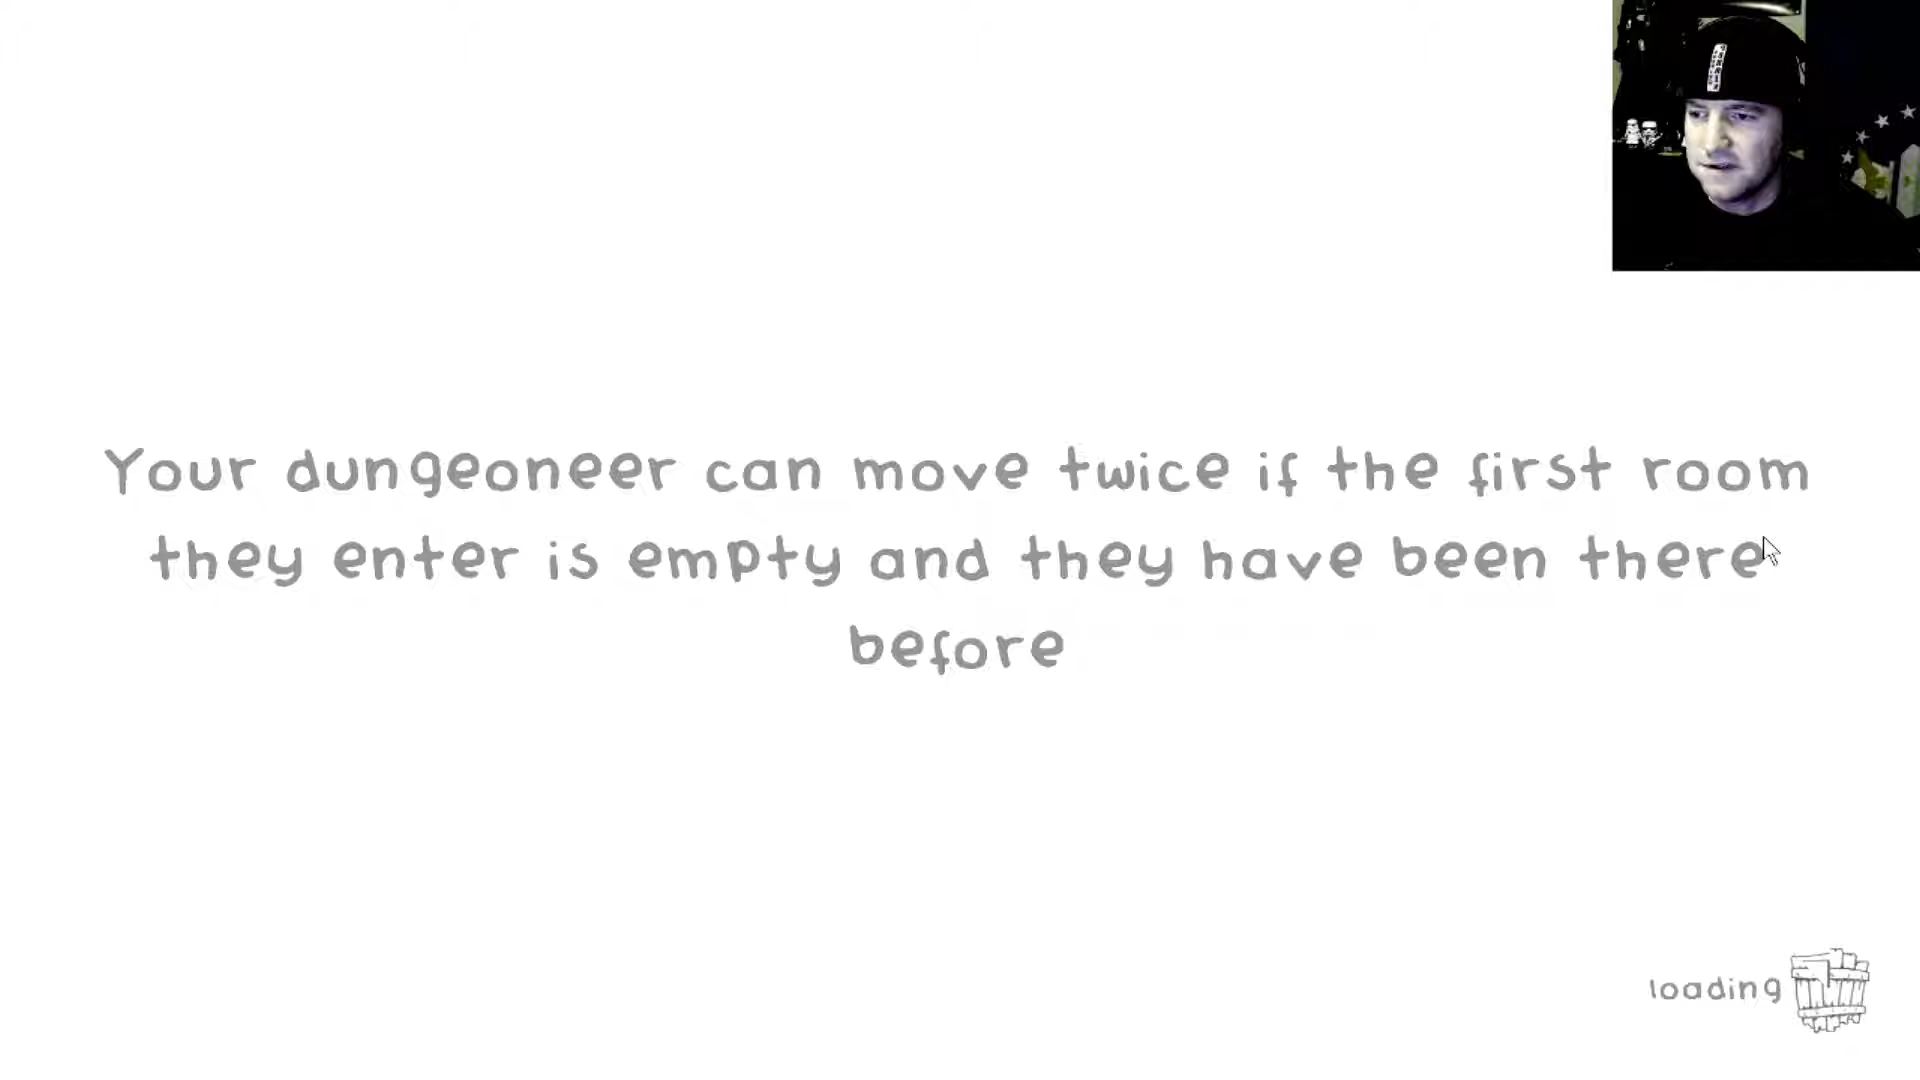 Your dungeoneer can move twice if the first room
they enter is empty and they have been there
before
loading